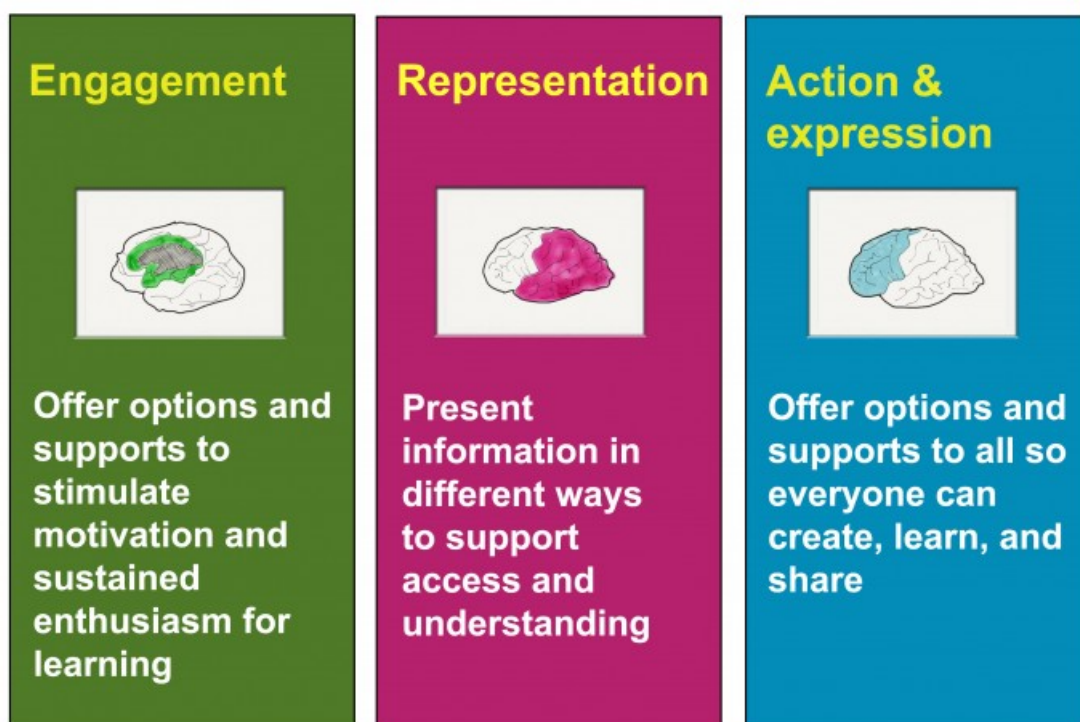 Engagement
Offer options and
supports to
stimulate
motivation and
sustained
enthusiasm for
learning
Representation
Present
information in
different ways
to support
access and
understanding
Action &
expression
Offer options and
supports to all so
everyone can
create, learn, and
share